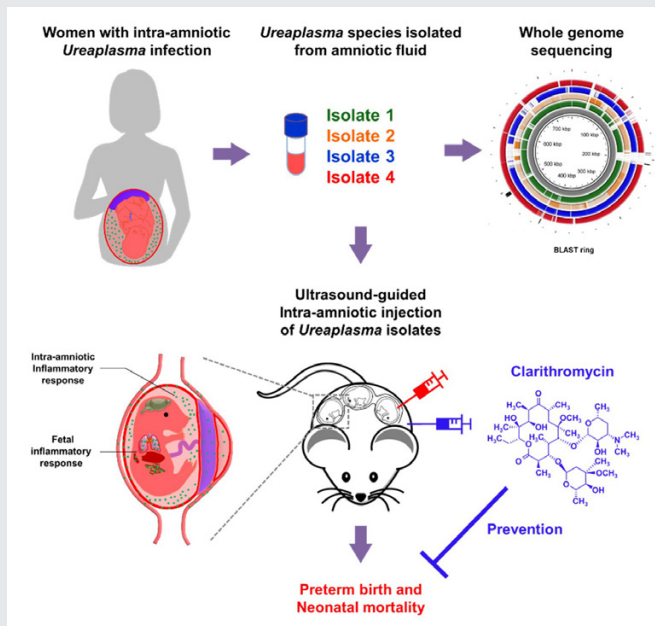 Women with intra-amniotic
Ureaplasma infection
Ureaplasma species isolated
from amniotic fluid
Whole genome
sequencing
Isolate 1
Isolate 2
Isolate 3
Isolate 4
700 kbp
100 kbp
600 kbp
200 kbp
500 kbp
300 kbp
400 kbp
BLAST ring
Ultrasound-guided
Intra-amniotic injection
of Ureaplasma isolates
Intra-amniotic
Inflammatory
response
Fetal
inflammatory
response
Clarithromycin
Prevention
Preterm birth and
Neonatal mortality